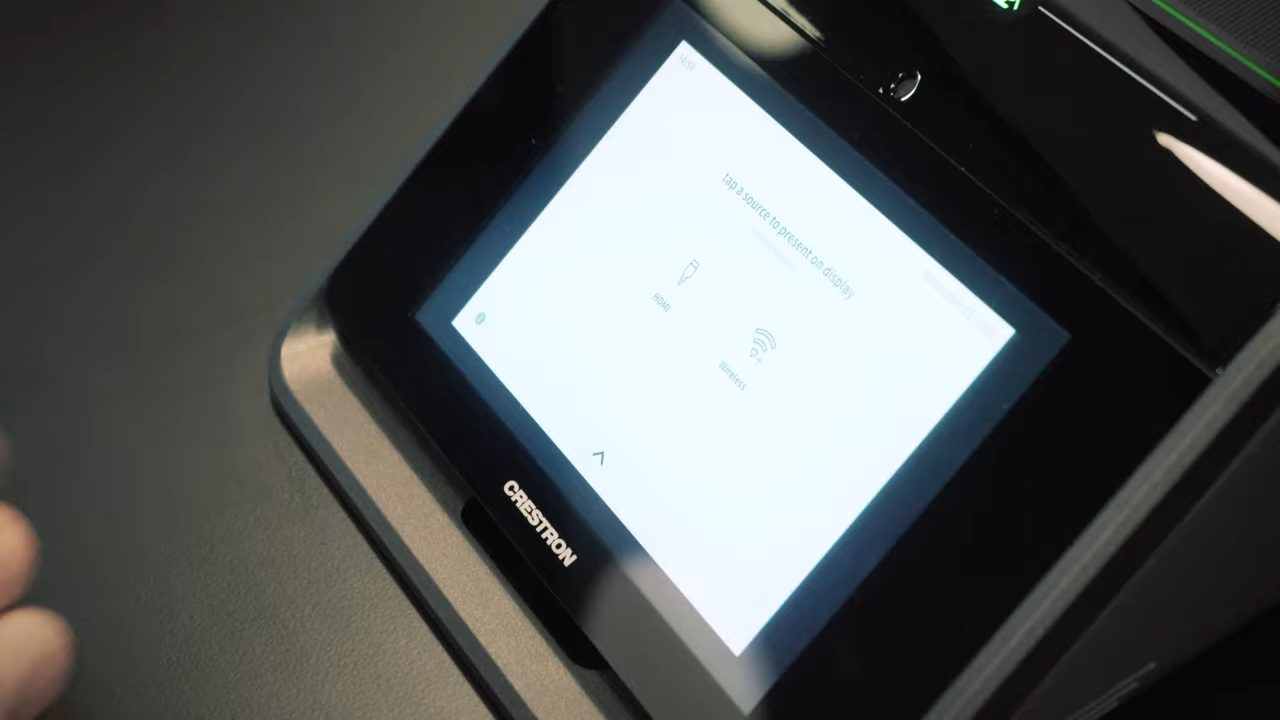 tap a source to present on display
HDMI
Wireless
CRESTRON